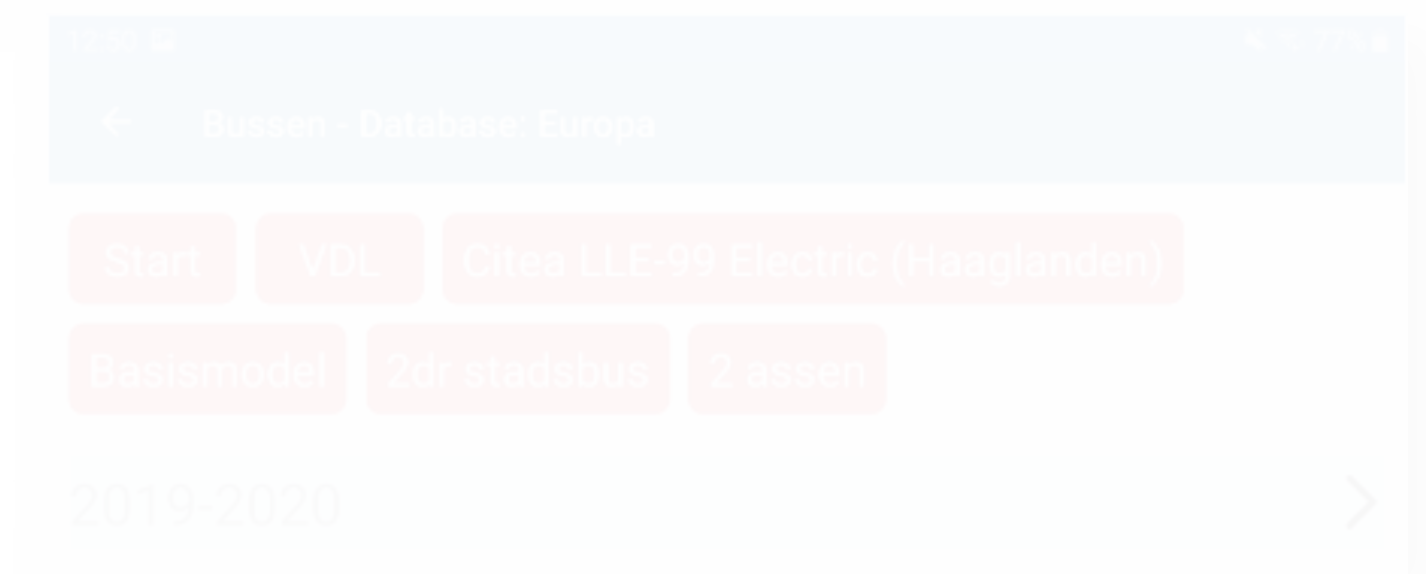 12:50 77%
Bussen - Database: Europa
Start VDL Citea LLE-99 Electric (Haaglanden)
Basismodel 2dr stadsbus 2 assen
2019-2020